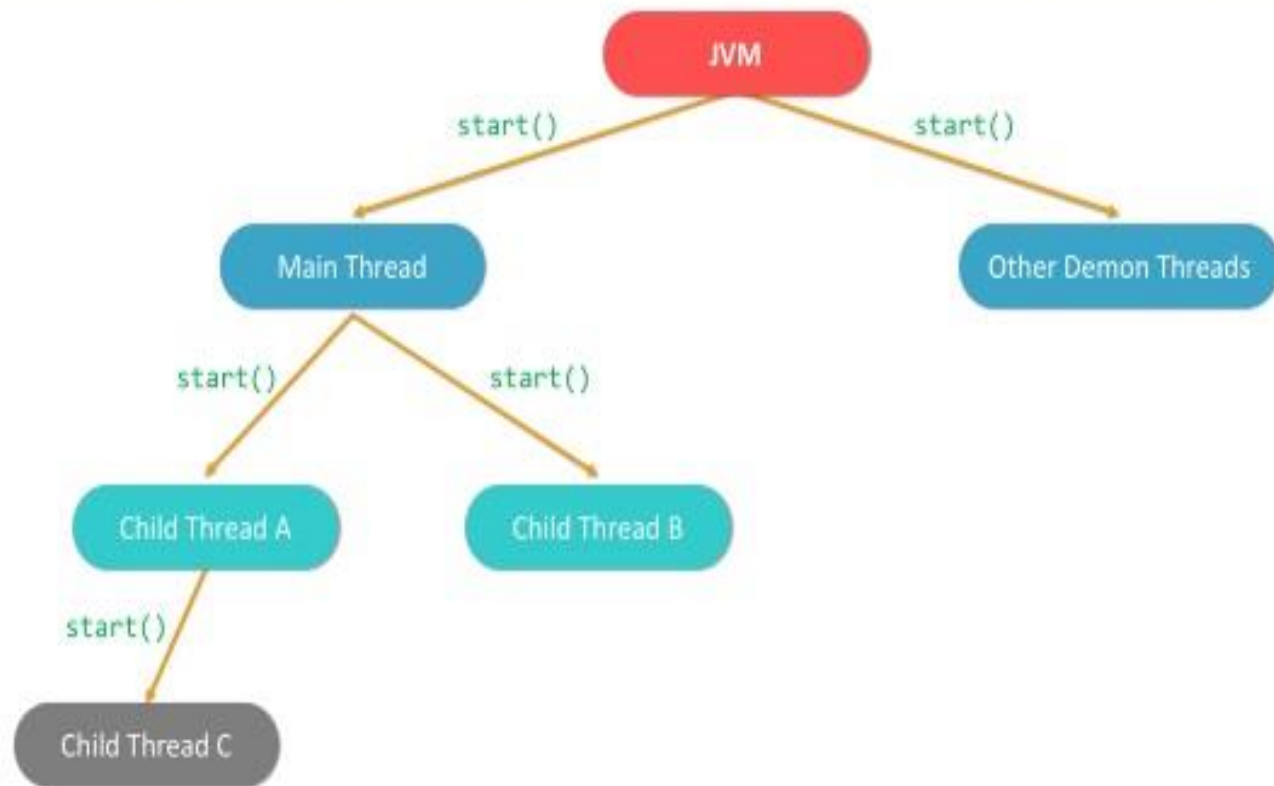 JVM
start()
start()
Main Thread
Other Demon Threads
start()
start()
Child Thread A
Child Thread B
start()
Child Thread C